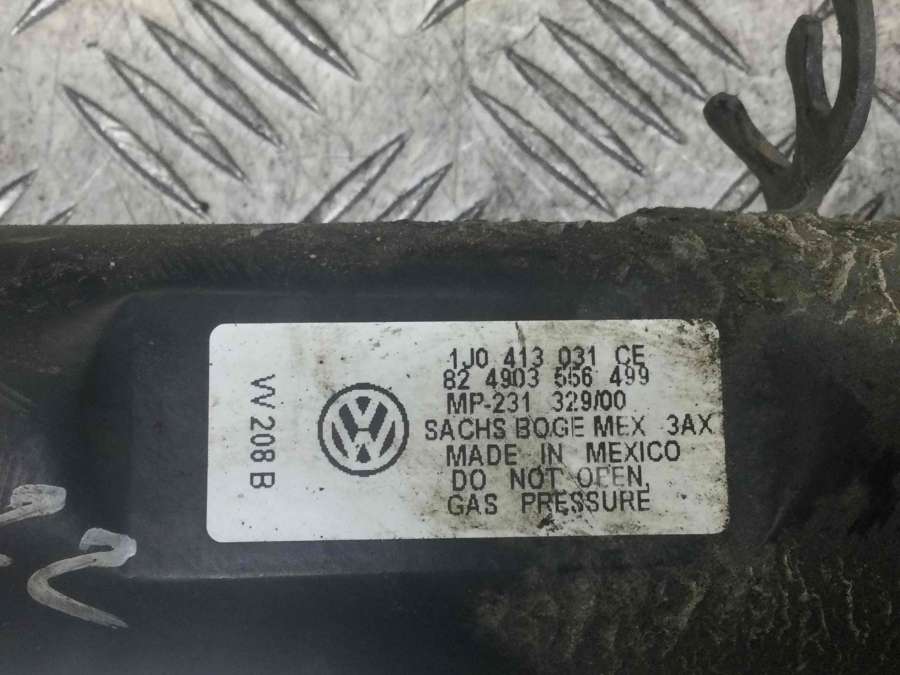 1J0 413 031 CE
82 4903 556 499
MP-231 329/00
SACHS BOGE MEX 3AX
MADE IN MEXICO
DO NOT OPEN,
GAS PRESSURE
VV 208 B